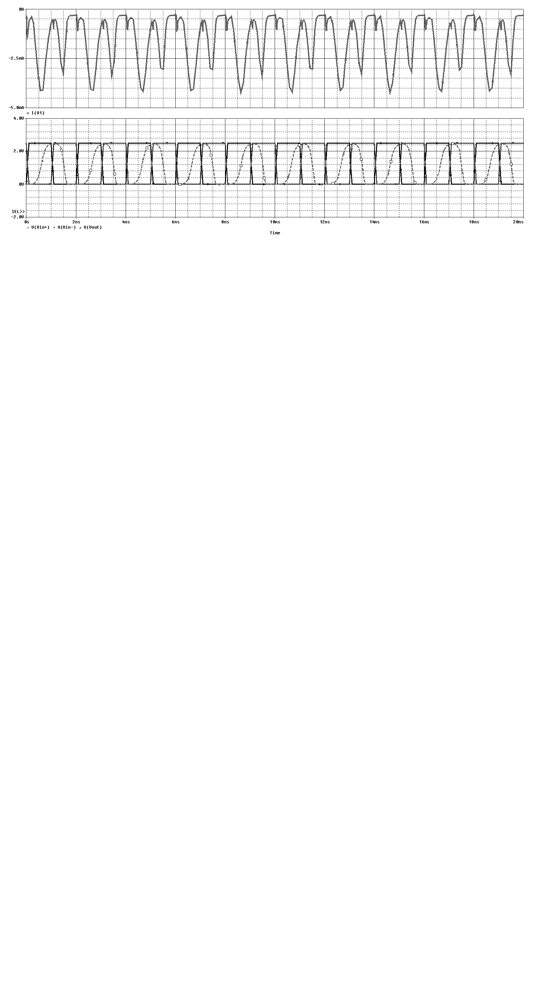 0A
-2.5mA
-5.0mA
I(V1)
4.0V
2.0V
0V
SEL>>
-2.0V
0s 2ns 4ns 6ns 8ns 10ns 12ns 14ns 16ns 18ns 20ns
V(Vin+) V(Vin-) V(Vout)
Time